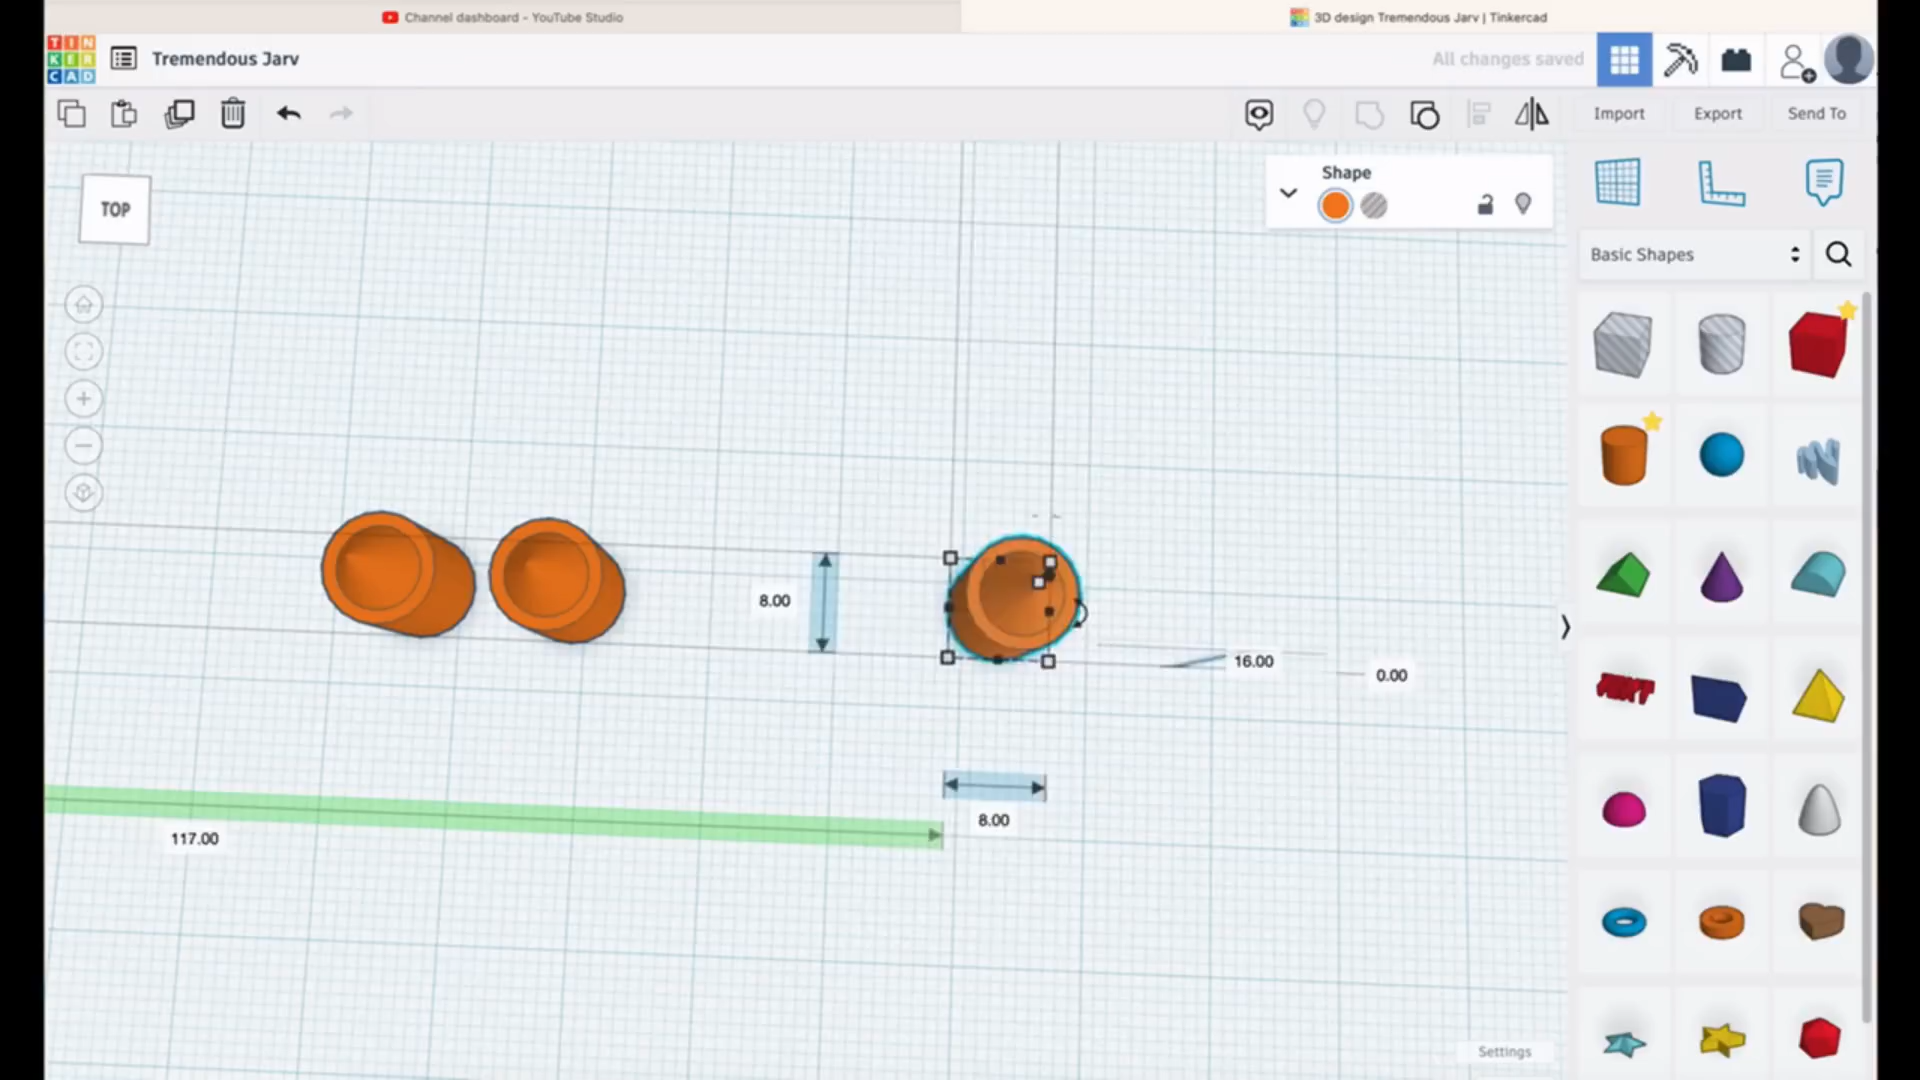 Channel dashboard - YouTube Studio
3D design Tremendous Jarv | Tinkercad
TIN
KER
CAD
Tremendous Jarv
All changes saved
Import
Export
Send To
TOP
Shape
Basic Shapes
8.00
16.00
0.00
8.00
117.00
Settings